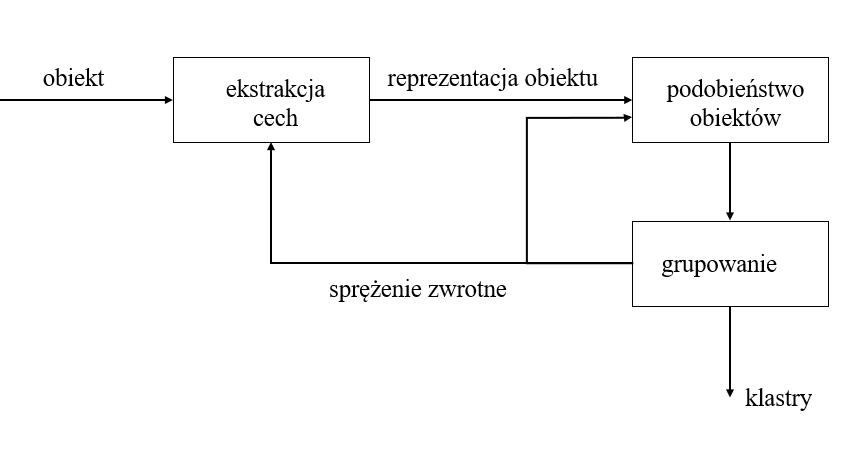 obiekt
ekstrakcja
cech
reprezentacja obiektu
podobieństwo
obiektów
grupowanie
sprężenie zwrotne
klastry